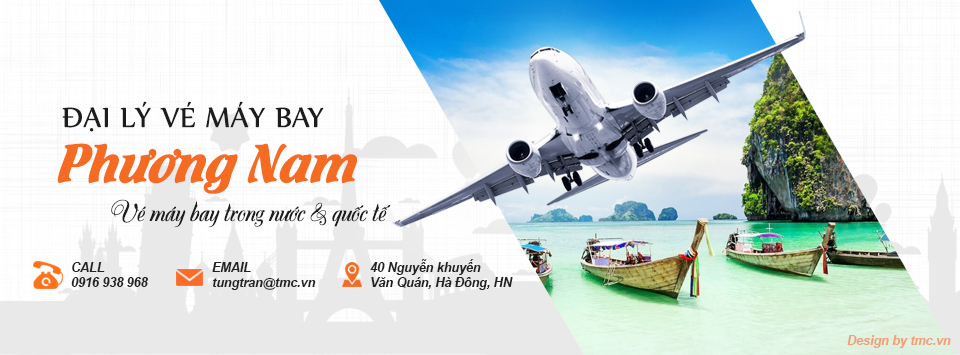 ĐẠI LÝ VÉ MÁY BAY
Phương Nam
Vé máy bay trong nước & quốc tế
CALL
0916 938 968
EMAIL
tungtran@tmc.vn
40 Nguyễn khuyến
Văn Quán, Hà Đông, HN
Design by tmc.vn